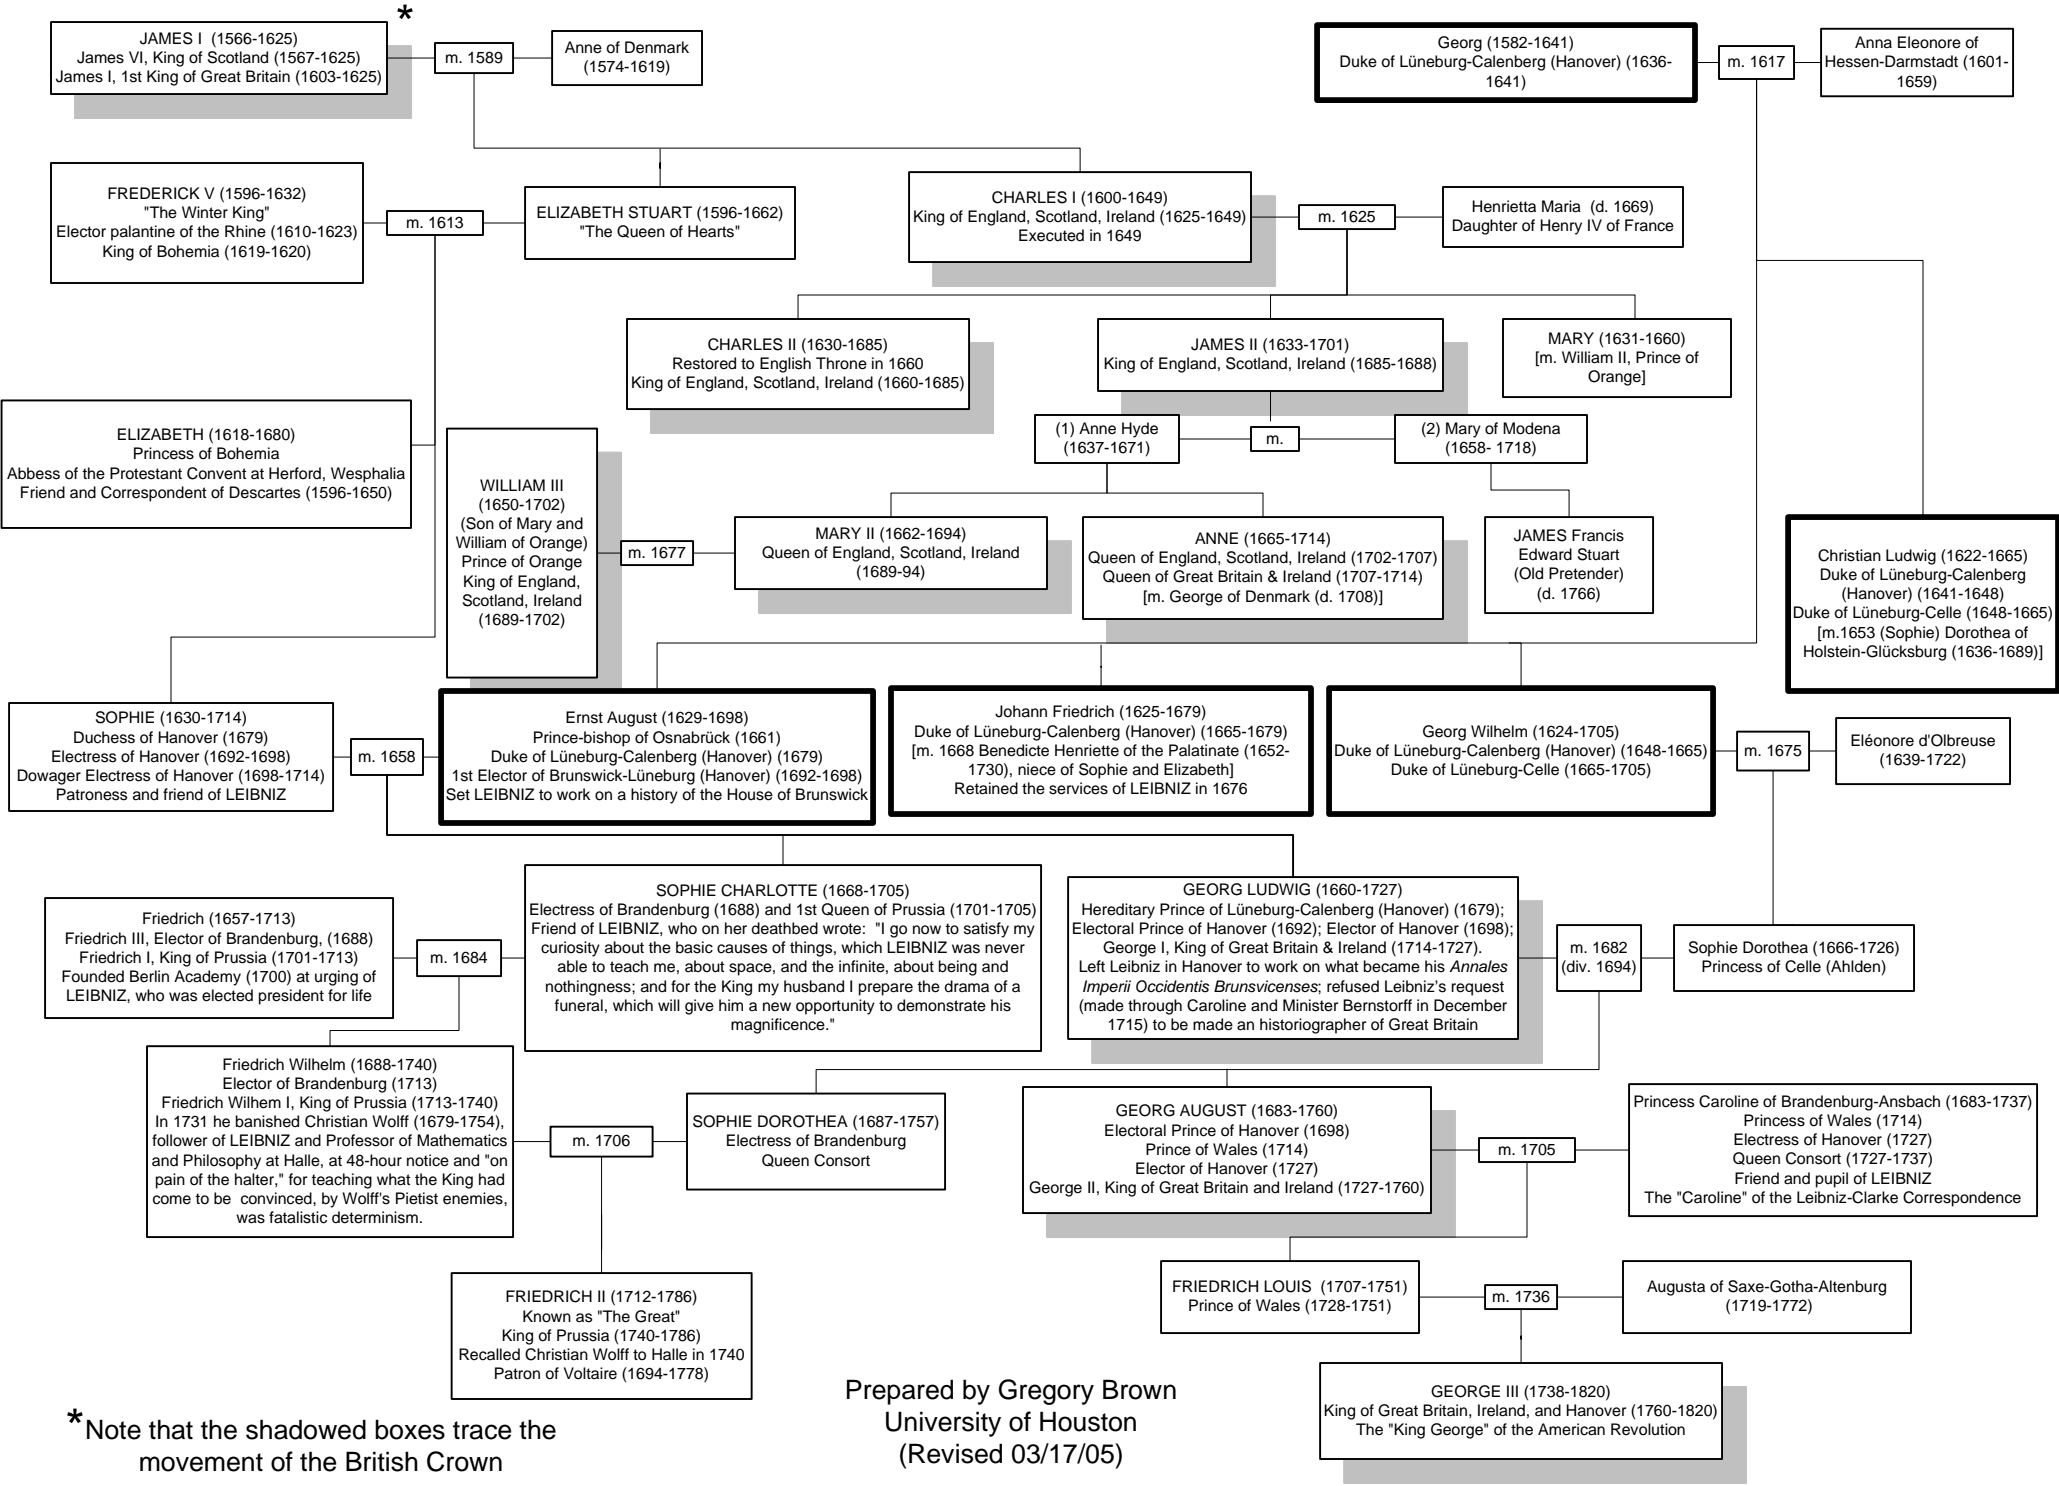 *
JAMES I (1566-1625)
James VI, King of Scotland (1567-1625)
James I, 1st King of Great Britain (1603-1625)
m. 1589
Anne of Denmark
(1574-1619)
Georg (1582-1641)
Duke of Lüneburg-Calenberg (Hanover) (1636-
1641)
m. 1617
Anna Eleonore of
Hessen-Darmstadt (1601-
1659)
FREDERICK V (1596-1632)
"The Winter King"
Elector palantine of the Rhine (1610-1623)
King of Bohemia (1619-1620)
m. 1613
ELIZABETH STUART (1596-1662)
"The Queen of Hearts"
CHARLES I (1600-1649)
King of England, Scotland, Ireland (1625-1649)
Executed in 1649
m. 1625
Henrietta Maria (d. 1669)
Daughter of Henry IV of France
CHARLES II (1630-1685)
Restored to English Throne in 1660
King of England, Scotland, Ireland (1660-1685)
JAMES II (1633-1701)
King of England, Scotland, Ireland (1685-1688)
MARY (1631-1660)
[m. William II, Prince of
Orange]
ELIZABETH (1618-1680)
Princess of Bohemia
Abbess of the Protestant Convent at Herford, Wesphalia
Friend and Correspondent of Descartes (1596-1650)
(1) Anne Hyde
(1637-1671)
m.
(2) Mary of Modena
(1658- 1718)
WILLIAM III
(1650-1702)
(Son of Mary and
William of Orange)
Prince of Orange
King of England,
Scotland, Ireland
(1689-1702)
m. 1677
MARY II (1662-1694)
Queen of England, Scotland, Ireland
(1689-94)
ANNE (1665-1714)
Queen of England, Scotland, Ireland (1702-1707)
Queen of Great Britain & Ireland (1707-1714)
[m. George of Denmark (d. 1708)]
JAMES Francis
Edward Stuart
(Old Pretender)
(d. 1766)
Christian Ludwig (1622-1665)
Duke of Lüneburg-Calenberg
(Hanover) (1641-1648)
Duke of Lüneburg-Celle (1648-1665)
[m.1653 (Sophie) Dorothea of
Holstein-Glücksburg (1636-1689)]
SOPHIE (1630-1714)
Duchess of Hanover (1679)
Electress of Hanover (1692-1698)
Dowager Electress of Hanover (1698-1714)
Patroness and friend of LEIBNIZ
m. 1658
Ernst August (1629-1698)
Prince-bishop of Osnabrück (1661)
Duke of Lüneburg-Calenberg (Hanover) (1679)
1st Elector of Brunswick-Lüneburg (Hanover) (1692-1698)
Set LEIBNIZ to work on a history of the House of Brunswick
Johann Friedrich (1625-1679)
Duke of Lüneburg-Calenberg (Hanover) (1665-1679)
[m. 1668 Benedicte Henriette of the Palatinate (1652-
1730), niece of Sophie and Elizabeth]
Retained the services of LEIBNIZ in 1676
Georg Wilhelm (1624-1705)
Duke of Lüneburg-Calenberg (Hanover) (1648-1665)
Duke of Lüneburg-Celle (1665-1705)
m. 1675
Eléonore d'Olbreuse
(1639-1722)
Friedrich (1657-1713)
Friedrich III, Elector of Brandenburg, (1688)
Friedrich I, King of Prussia (1701-1713)
Founded Berlin Academy (1700) at urging of
LEIBNIZ, who was elected president for life
m. 1684
SOPHIE CHARLOTTE (1668-1705)
Electress of Brandenburg (1688) and 1st Queen of Prussia (1701-1705)
Friend of LEIBNIZ, who on her deathbed wrote: "I go now to satisfy my
curiosity about the basic causes of things, which LEIBNIZ was never
able to teach me, about space, and the infinite, about being and
nothingness; and for the King my husband I prepare the drama of a
funeral, which will give him a new opportunity to demonstrate his
magnificence."
GEORG LUDWIG (1660-1727)
Hereditary Prince of Lüneburg-Calenberg (Hanover) (1679);
Electoral Prince of Hanover (1692); Elector of Hanover (1698);
George I, King of Great Britain & Ireland (1714-1727).
Left Leibniz in Hanover to work on what became his Annales
Imperii Occidentis Brunsvicenses; refused Leibniz's request
(made through Caroline and Minister Bernstorff in December
1715) to be made an historiographer of Great Britain
m. 1682
(div. 1694)
Sophie Dorothea (1666-1726)
Princess of Celle (Ahlden)
Friedrich Wilhelm (1688-1740)
Elector of Brandenburg (1713)
Friedrich Wilhem I, King of Prussia (1713-1740)
In 1731 he banished Christian Wolff (1679-1754),
follower of LEIBNIZ and Professor of Mathematics
and Philosophy at Halle, at 48-hour notice and "on
pain of the halter," for teaching what the King had
come to be convinced, by Wolff's Pietist enemies,
was fatalistic determinism.
m. 1706
SOPHIE DOROTHEA (1687-1757)
Electress of Brandenburg
Queen Consort
GEORG AUGUST (1683-1760)
Electoral Prince of Hanover (1698)
Prince of Wales (1714)
Elector of Hanover (1727)
George II, King of Great Britain and Ireland (1727-1760)
m. 1705
Princess Caroline of Brandenburg-Ansbach (1683-1737)
Princess of Wales (1714)
Electress of Hanover (1727)
Queen Consort (1727-1737)
Friend and pupil of LEIBNIZ
The "Caroline" of the Leibniz-Clarke Correspondence
FRIEDRICH II (1712-1786)
Known as "The Great"
King of Prussia (1740-1786)
Recalled Christian Wolff to Halle in 1740
Patron of Voltaire (1694-1778)
FRIEDRICH LOUIS (1707-1751)
Prince of Wales (1728-1751)
m. 1736
Augusta of Saxe-Gotha-Altenburg
(1719-1772)
GEORGE III (1738-1820)
King of Great Britain, Ireland, and Hanover (1760-1820)
The "King George" of the American Revolution
*Note that the shadowed boxes trace the
movement of the British Crown
Prepared by Gregory Brown
University of Houston
(Revised 03/17/05)